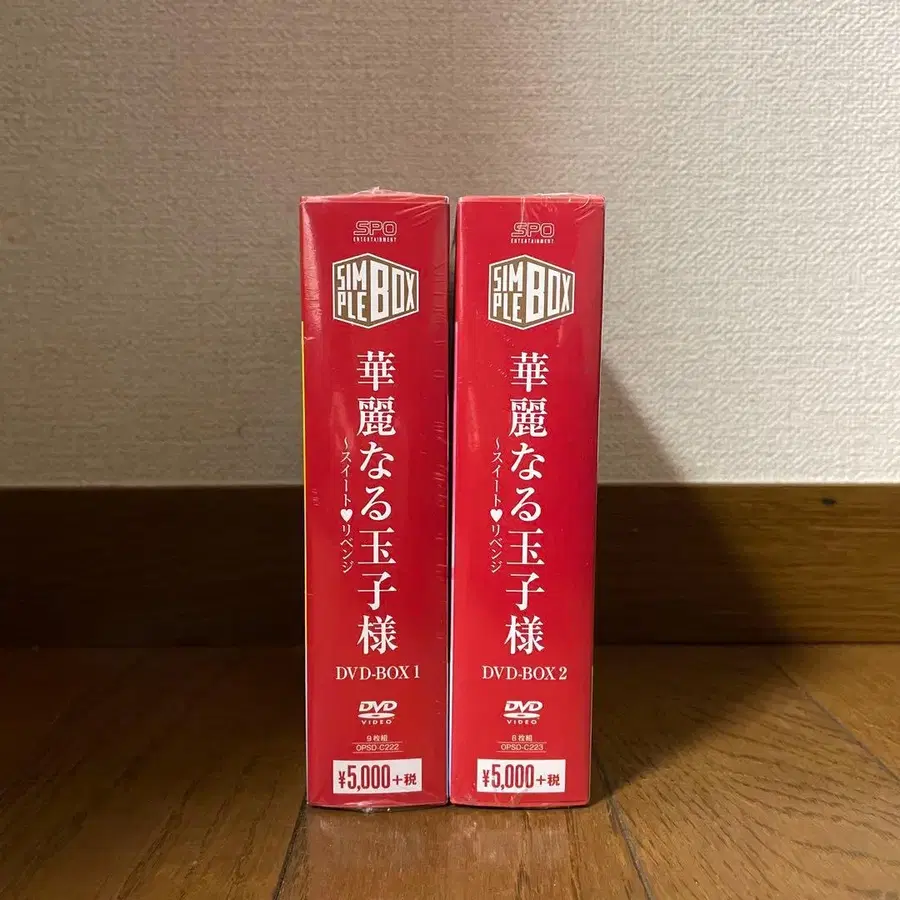 SPO
ENTERTAINMENT
SIMPLE BOX
華麗なる玉子様
～スイート♥リベンジ
DVD-BOX 1
DVD
VIDEO
9枚組
OPSD-C222
¥5,000+税
SPO
ENTERTAINMENT
SIMPLE BOX
華麗なる玉子様
～スイート♥リベンジ
DVD-BOX 2
DVD
VIDEO
8枚組
OPSD-C223
¥5,000+税